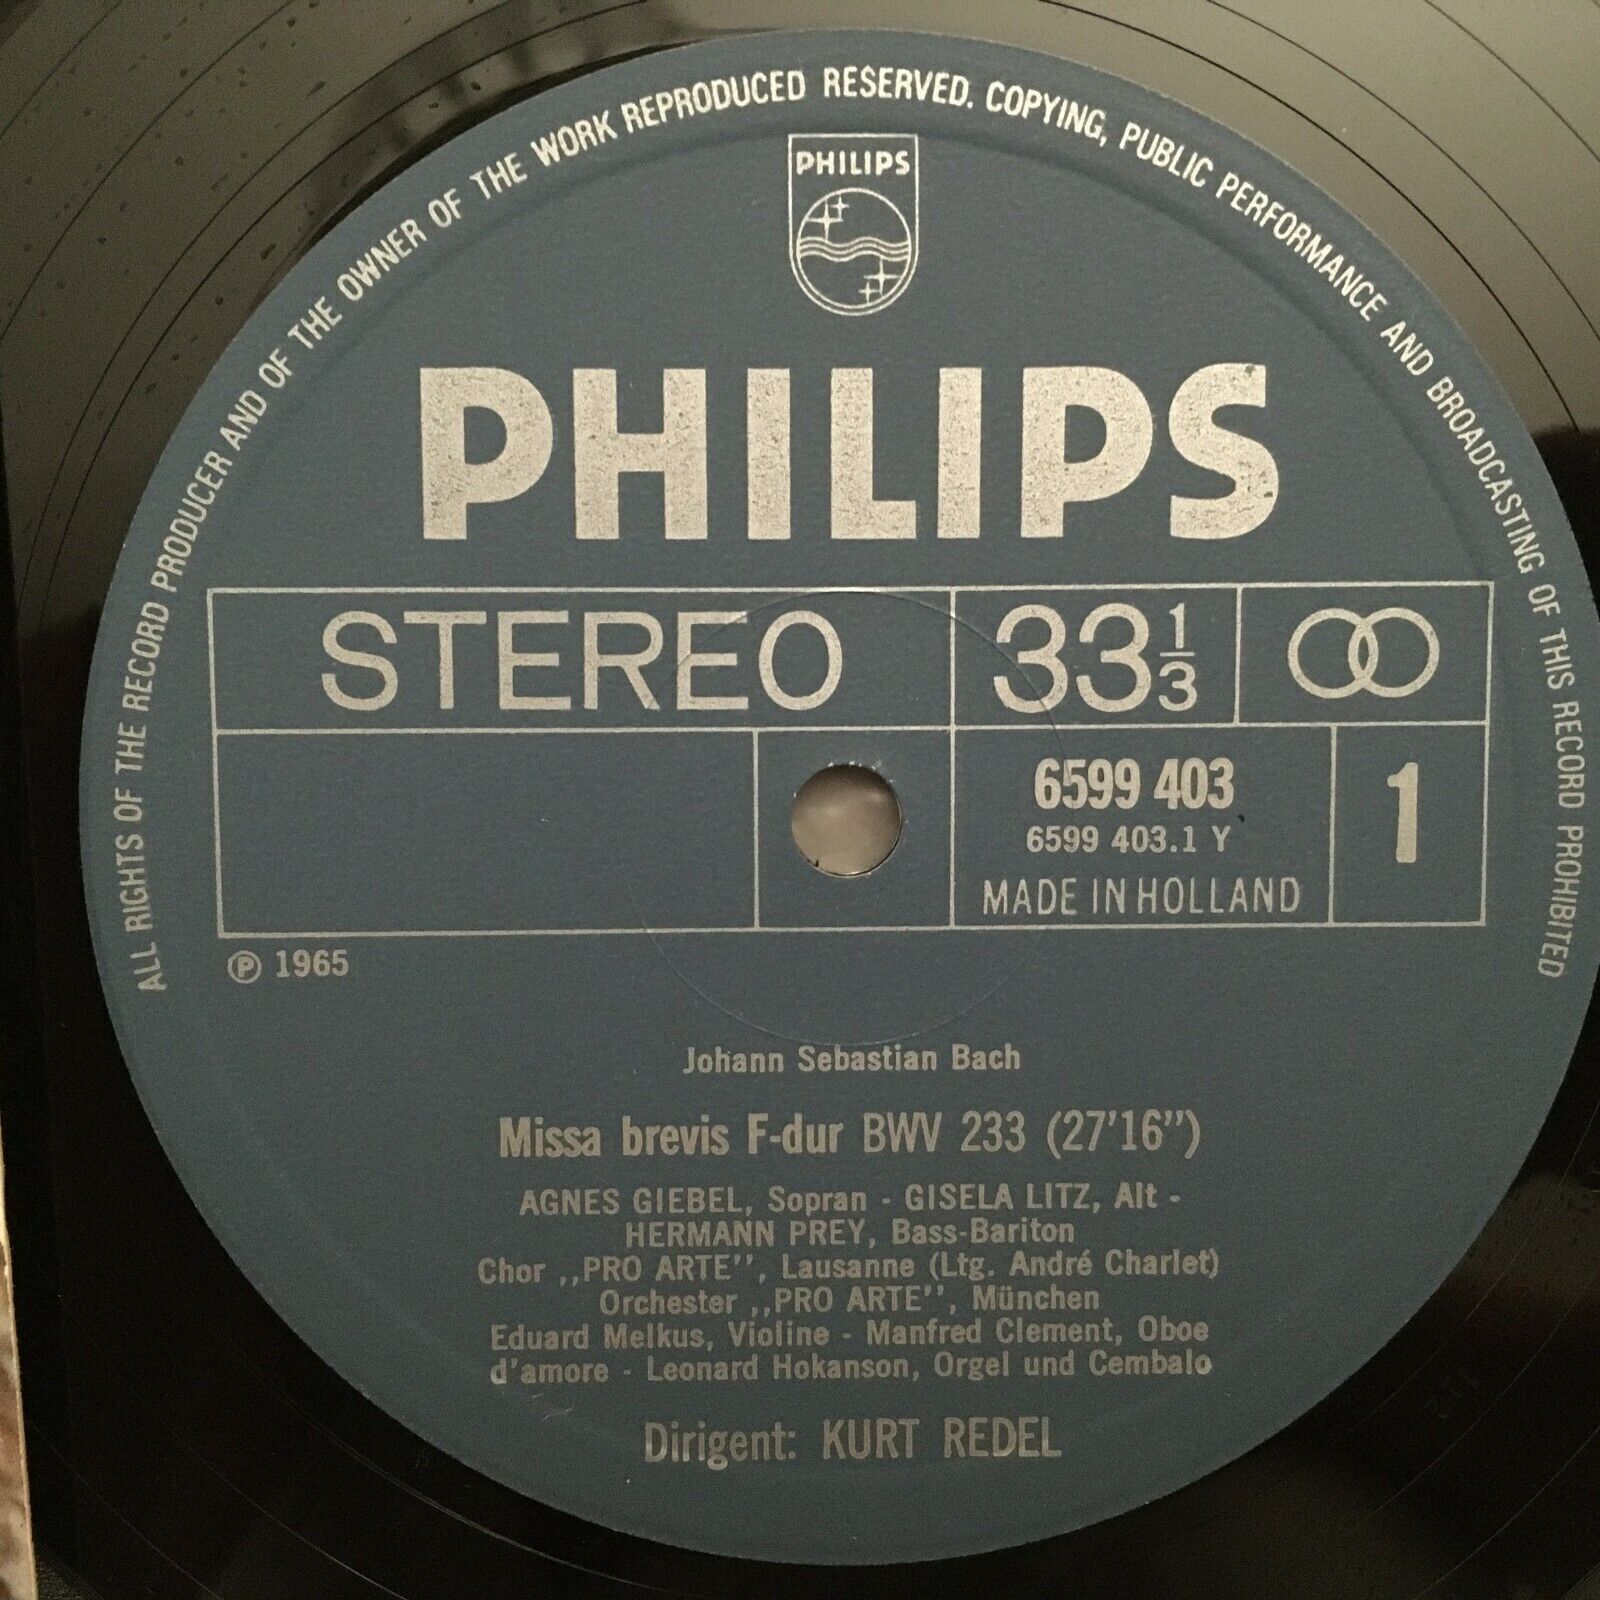 ALL RIGHTS OF THE RECORD PRODUCER AND OF THE OWNER OF THE WORK REPRODUCED RESERVED. COPYING, PUBLIC PERFORMANCE AND BROADCASTING OF THIS RECORD PROHIBITED
PHILIPS
PHILIPS
STEREO 33 1/3
6599 403 1
6599 403.1 Y
MADE IN HOLLAND
℗ 1965
Johann Sebastian Bach
Missa brevis F-dur BWV 233 (27'16")
AGNES GIEBEL, Sopran - GISELA LITZ, Alt -
HERMANN PREY, Bass-Bariton
Chor ,,PRO ARTE'', Lausanne (Ltg. André Charlet)
Orchester ,,PRO ARTE'', München
Eduard Melkus, Violine - Manfred Clement, Oboe
d'amore - Leonard Hokanson, Orgel und Cembalo
Dirigent: KURT REDEL